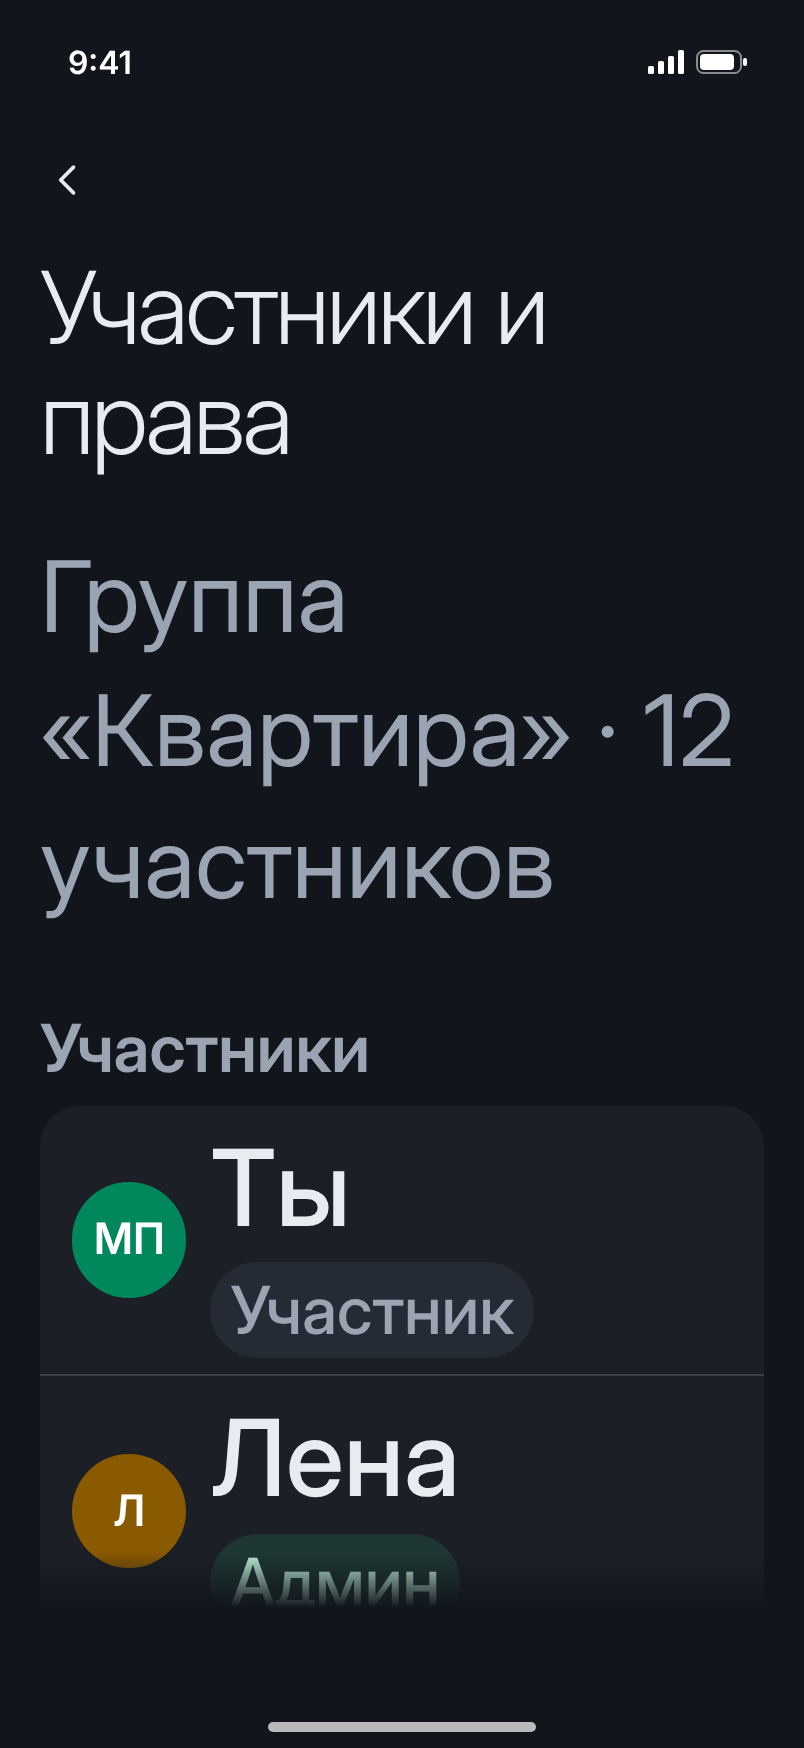 9:41
Участники и
права
Группа
«Квартира» · 12
участников
Участники
МП
Ты
Участник
Л
Лена
Админ